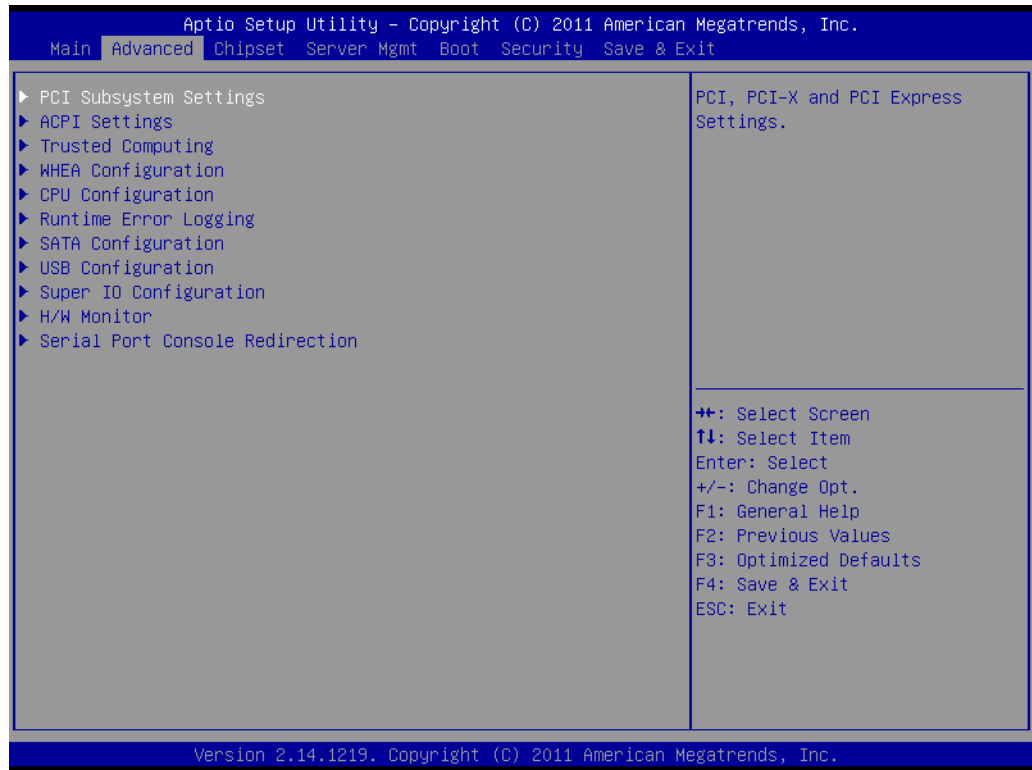 Aptio Setup Utility – Copyright (C) 2011 American Megatrends, Inc.
Main Advanced Chipset Server Mgmt Boot Security Save & Exit
▶ PCI Subsystem Settings
▶ ACPI Settings
▶ Trusted Computing
▶ WHEA Configuration
▶ CPU Configuration
▶ Runtime Error Logging
▶ SATA Configuration
▶ USB Configuration
▶ Super IO Configuration
▶ H/W Monitor
▶ Serial Port Console Redirection
PCI, PCI-X and PCI Express
Settings.
→←: Select Screen
↑↓: Select Item
Enter: Select
+/-: Change Opt.
F1: General Help
F2: Previous Values
F3: Optimized Defaults
F4: Save & Exit
ESC: Exit
Version 2.14.1219. Copyright (C) 2011 American Megatrends, Inc.